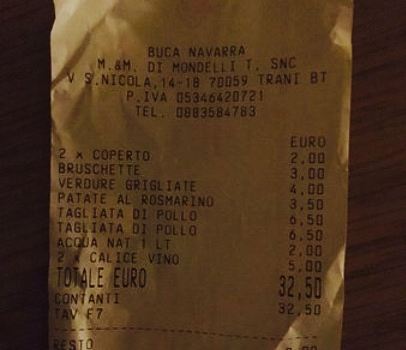 BUCA NAVARRA
M.&M. DI MONDELLI T. SNC
V S.NICOLA,14-18 70059 TRANI BT
P.IVA 05346420721
TEL. 0883584783
EURO
2 x COPERTO 2,00
BRUSCHETTE 3,00
VERDURE GRIGLIATE 4,00
PATATE AL ROSMARINO 3,50
TAGLIATA DI POLLO 6,50
TAGLIATA DI POLLO 6,50
ACQUA NAT 1 LT 2,00
2 x CALICE VINO 5,00
TOTALE EURO 32,50
CONTANTI 32,50
TAV F7
RESTO